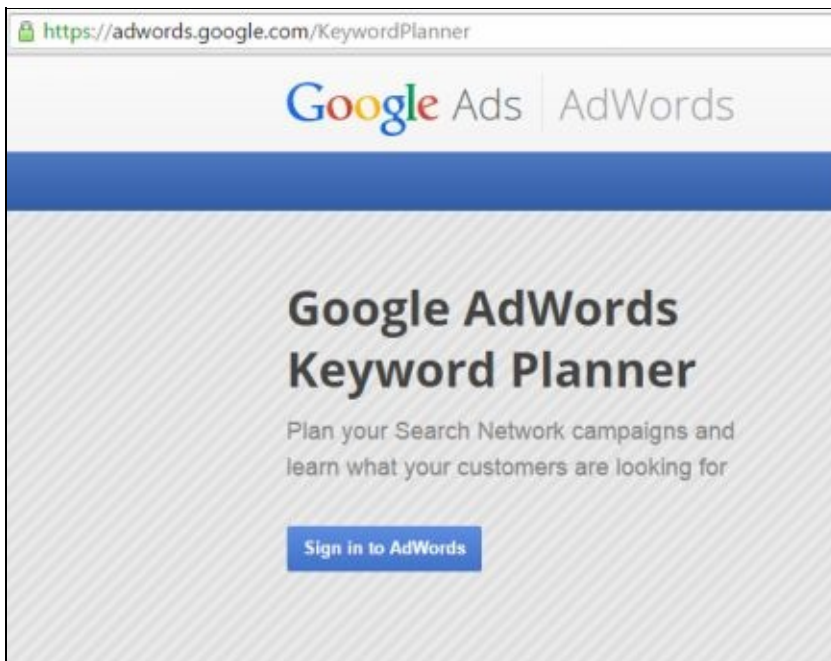 https://adwords.google.com/KeywordPlanner
Google Ads AdWords
Google AdWords
Keyword Planner
Plan your Search Network campaigns and
learn what your customers are looking for
Sign in to AdWords